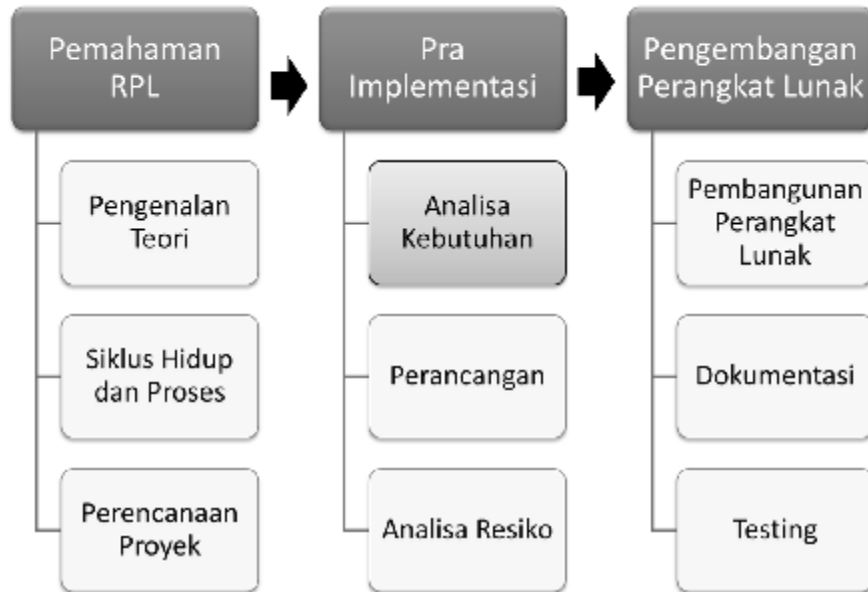 Pemahaman
RPL
Pengenalan
Teori
Siklus Hidup
dan Proses
Perencanaan
Proyek
Pra
Implementasi
Analisa
Kebutuhan
Perancangan
Analisa Resiko
Pengembangan
Perangkat Lunak
Pembangunan
Perangkat
Lunak
Dokumentasi
Testing